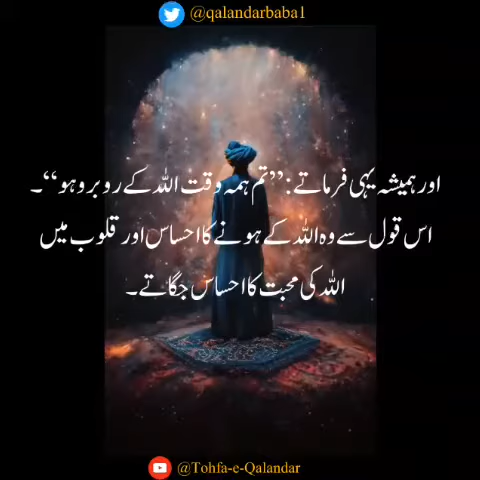 @qalandarbaba1
اور ہمیشہ یہی فرماتے: ”تم ہمہ وقت اللہ کے روبرو ہو“۔
اس قول سے وہ اللہ کے ہونے کا احساس اور قلوب میں
اللہ کی محبت کا احساس جگاتے۔
@Tohfa-e-Qalandar